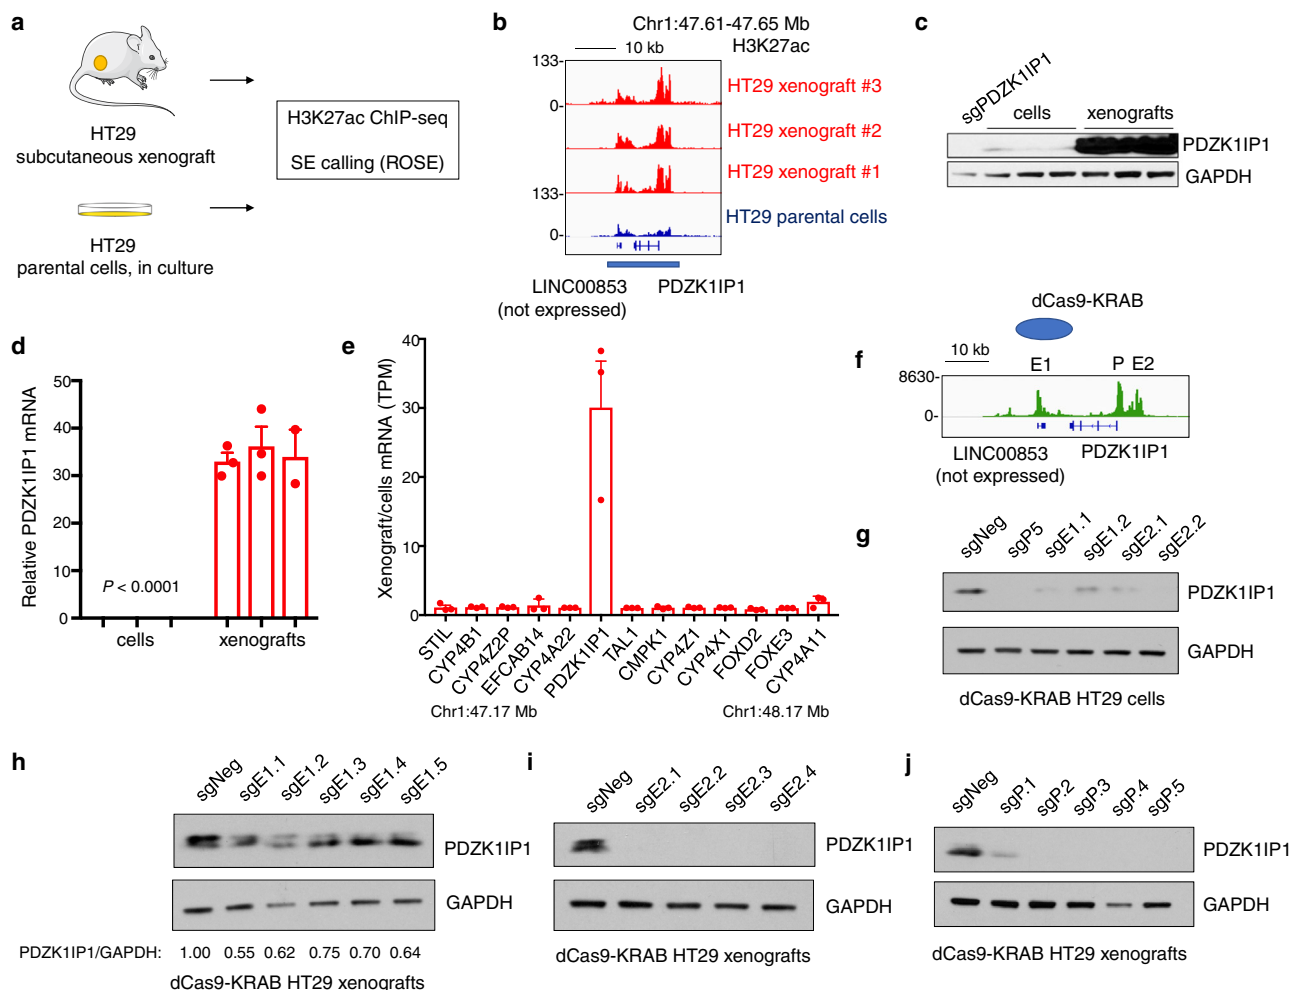 a
HT29
subcutaneous xenograft
HT29
parental cells, in culture
H3K27ac ChIP-seq
SE calling (ROSE)
b
Chr1:47.61-47.65 Mb
10 kb
H3K27ac
133-
0-
HT29 xenograft #3
HT29 xenograft #2
HT29 xenograft #1
133-
HT29 parental cells
0-
LINC00853
(not expressed)
PDZK1IP1
c
sgPDZK1IP1
cells
xenografts
PDZK1IP1
GAPDH
d
Relative PDZK1IP1 mRNA
50
40
30
20
10
0
P < 0.0001
cells
xenografts
e
Xenograft/cells mRNA (TPM)
40
30
20
10
0
STIL
CYP4B1
CYP4Z2P
EFCAB14
CYP4A22
PDZK1IP1
TAL1
CMPK1
CYP4Z1
CYP4X1
FOXD2
FOXE3
CYP4A11
Chr1:47.17 Mb
Chr1:48.17 Mb
f
dCas9-KRAB
10 kb
E1
P
E2
8630-
0-
LINC00853
(not expressed)
PDZK1IP1
g
sgNeg
sgP5
sgE1.1
sgE1.2
sgE2.1
sgE2.2
PDZK1IP1
GAPDH
dCas9-KRAB HT29 cells
h
sgNeg
sgE1.1
sgE1.2
sgE1.3
sgE1.4
sgE1.5
PDZK1IP1
GAPDH
PDZK1IP1/GAPDH: 1.00 0.55 0.62 0.75 0.70 0.64
dCas9-KRAB HT29 xenografts
i
sgNeg
sgE2.1
sgE2.2
sgE2.3
sgE2.4
PDZK1IP1
GAPDH
dCas9-KRAB HT29 xenografts
j
sgNeg
sgP.1
sgP.2
sgP.3
sgP.4
sgP.5
PDZK1IP1
GAPDH
dCas9-KRAB HT29 xenografts